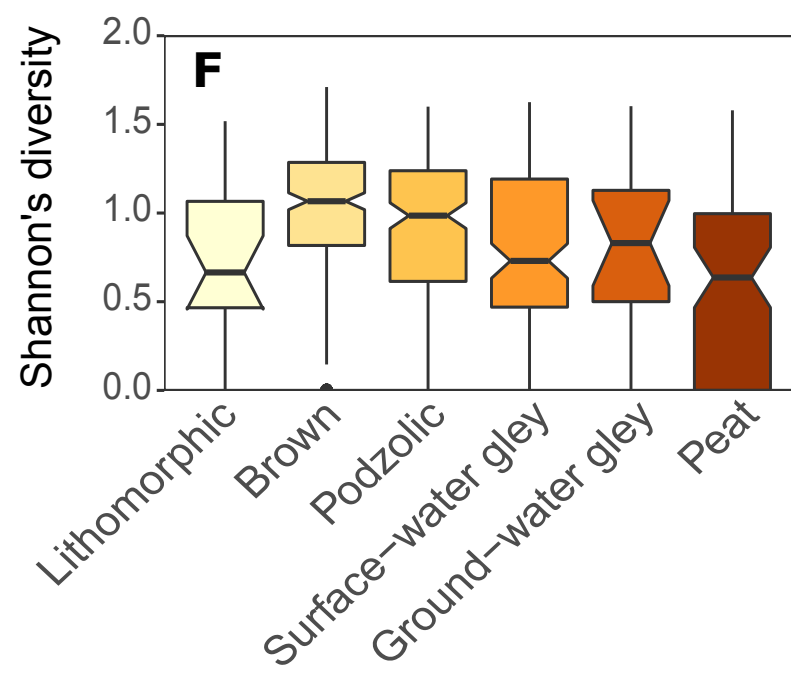 Shannon's diversity
F
2.0
1.5
1.0
0.5
0.0
Lithomorphic
Brown
Podzolic
Surface−water gley
Ground−water gley
Peat